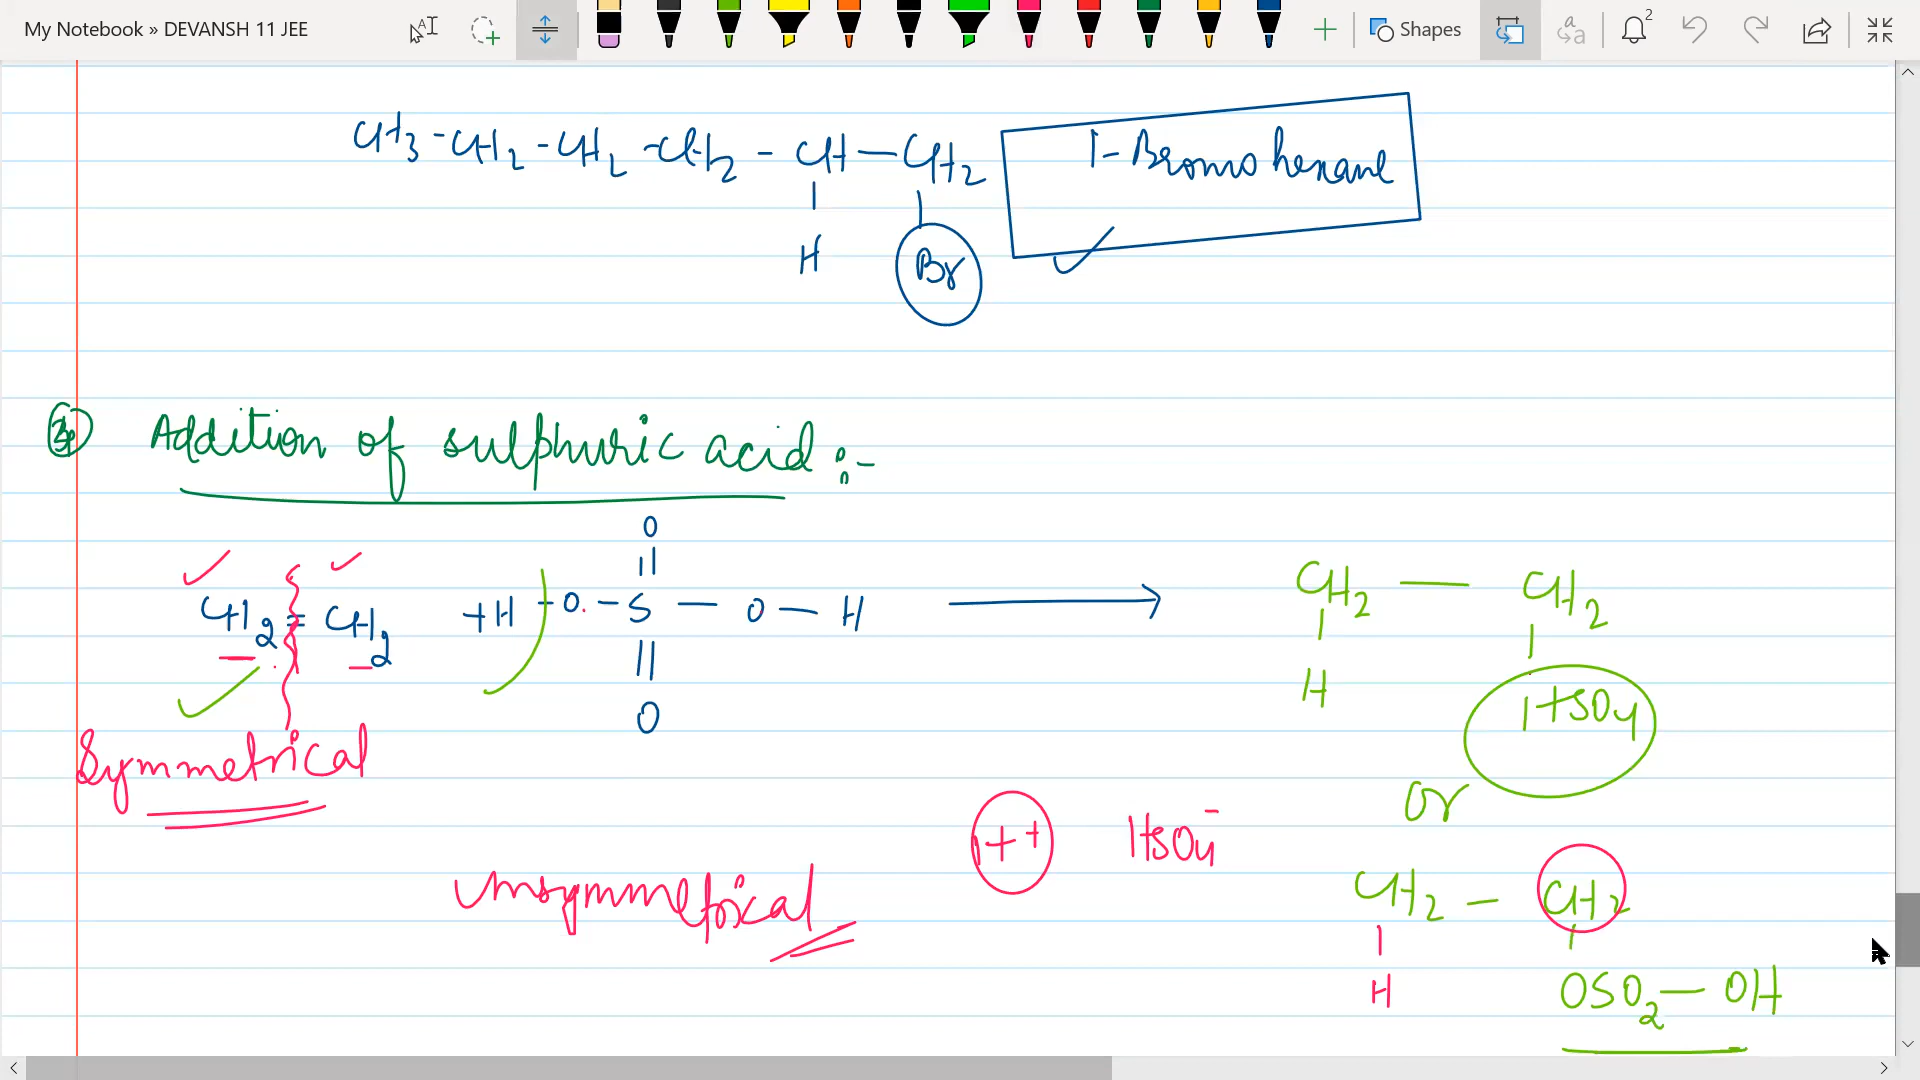 My Notebook » DEVANSH 11 JEE
Shapes
2
CH3-CH2-CH2-CH2-CH—CH2
H
Br
1-Bromo hexane
Addition of sulphuric acid :-
CH2=CH2 +H-O-S-O-H → CH2—CH2
O
O
H
HSO4
Symmetrical
or
H+ HSO4-
unsymmetrical
CH2-CH2
H
OSO2-OH